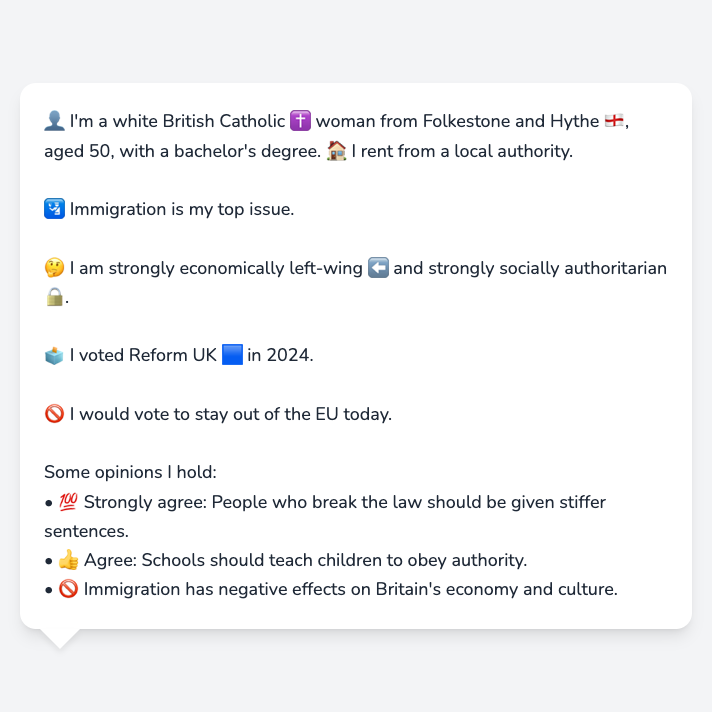 👤 I'm a white British Catholic ✝️ woman from Folkestone and Hythe 🏴󠁧󠁢󠁥󠁮󠁧󠁿,
aged 50, with a bachelor's degree. 🏠 I rent from a local authority.
🛂 Immigration is my top issue.
🤔 I am strongly economically left-wing ⬅️ and strongly socially authoritarian
🔒.
🗳️ I voted Reform UK 🟦 in 2024.
🚫 I would vote to stay out of the EU today.
Some opinions I hold:
• 💯 Strongly agree: People who break the law should be given stiffer
sentences.
• 👍 Agree: Schools should teach children to obey authority.
• 🚫 Immigration has negative effects on Britain's economy and culture.